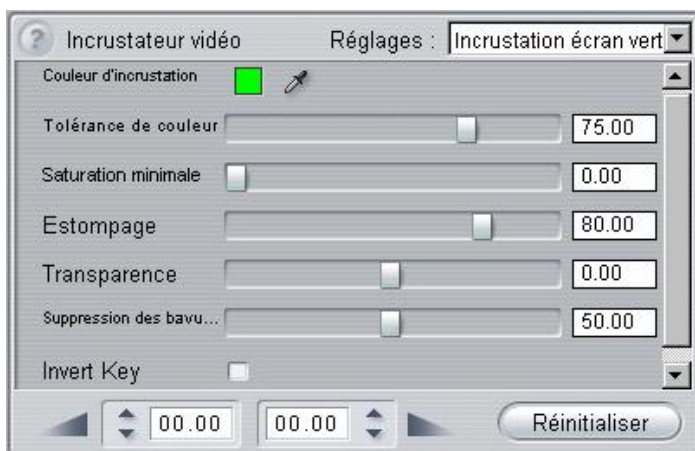 ? Incrustateur vidéo Réglages : Incrustation écran vert
Couleur d'incrustation
Tolérance de couleur 75.00
Saturation minimale 0.00
Estompage 80.00
Transparence 0.00
Suppression des bavu... 50.00
Invert Key
00.00 00.00 Réinitialiser